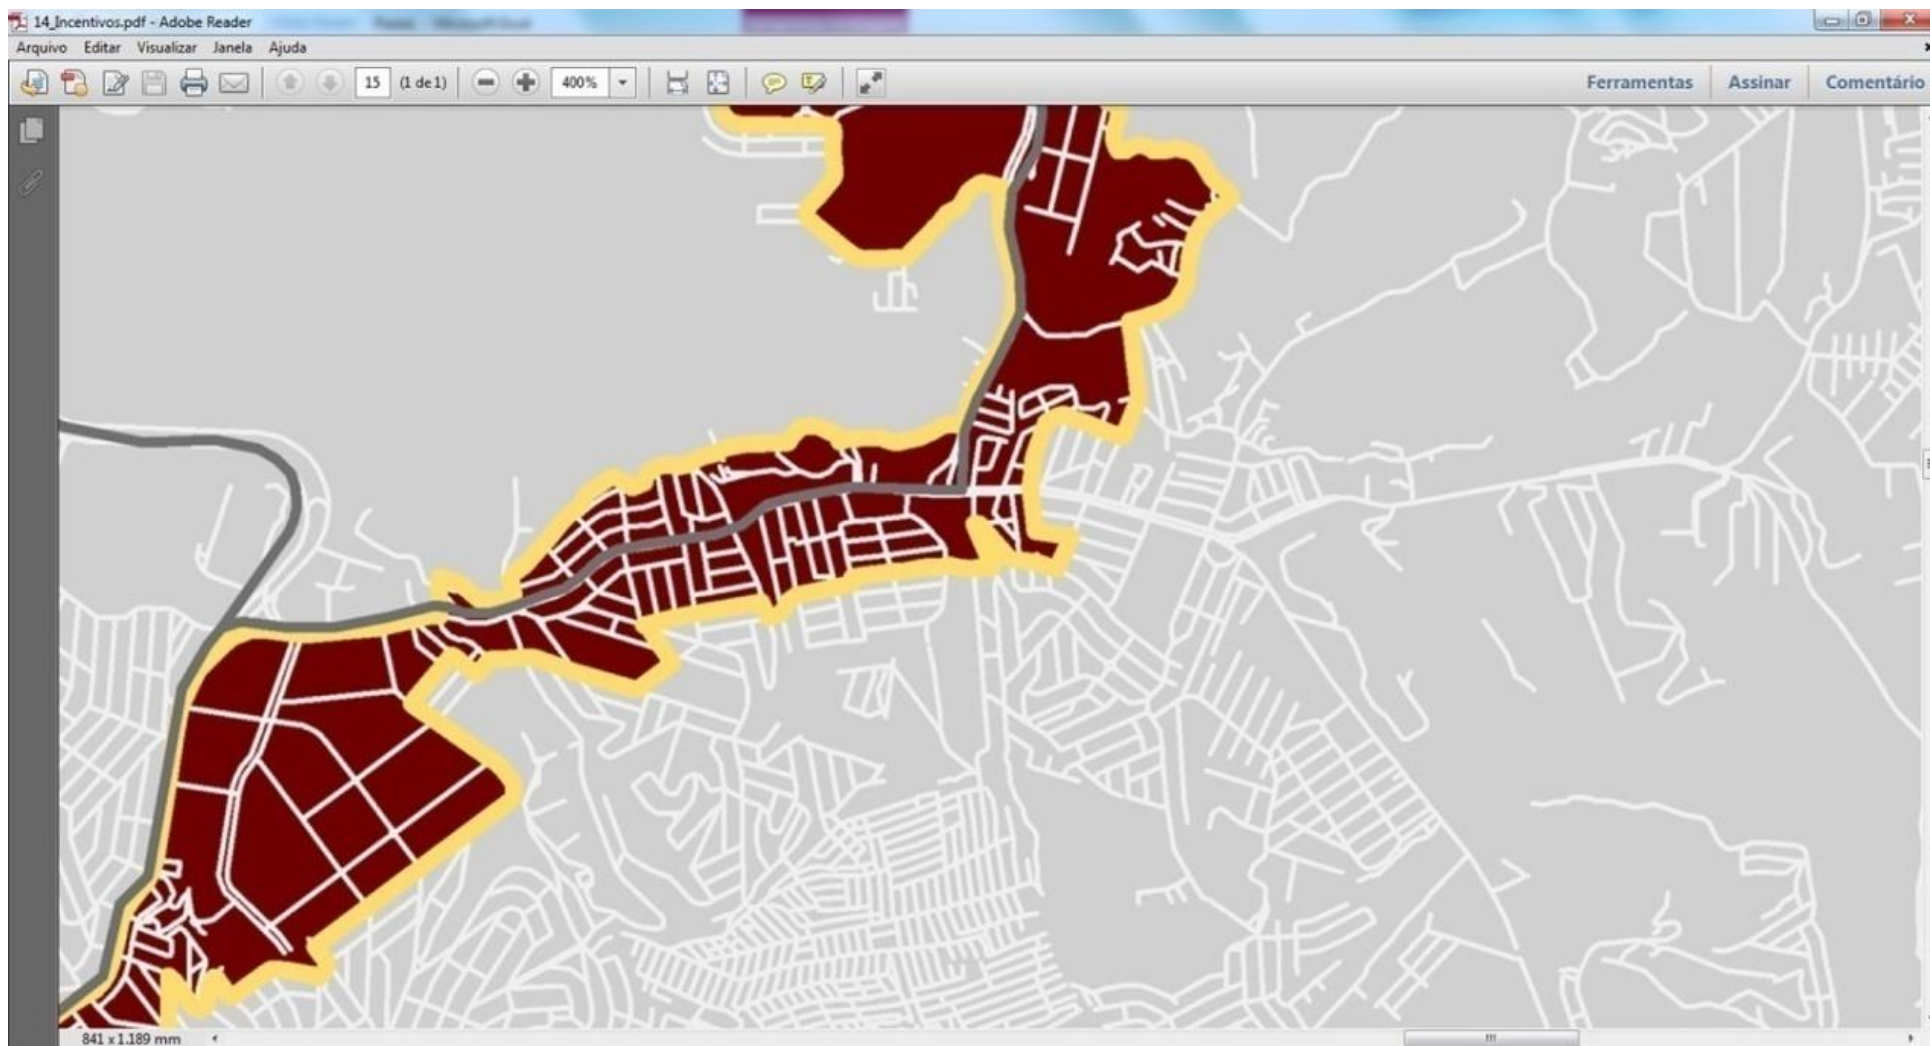 14_Incentivos.pdf - Adobe Reader
Arquivo Editar Visualizar Janela Ajuda
15 (1 de 1) 400% Ferramentas Assinar Comentário
841 x 1.189 mm